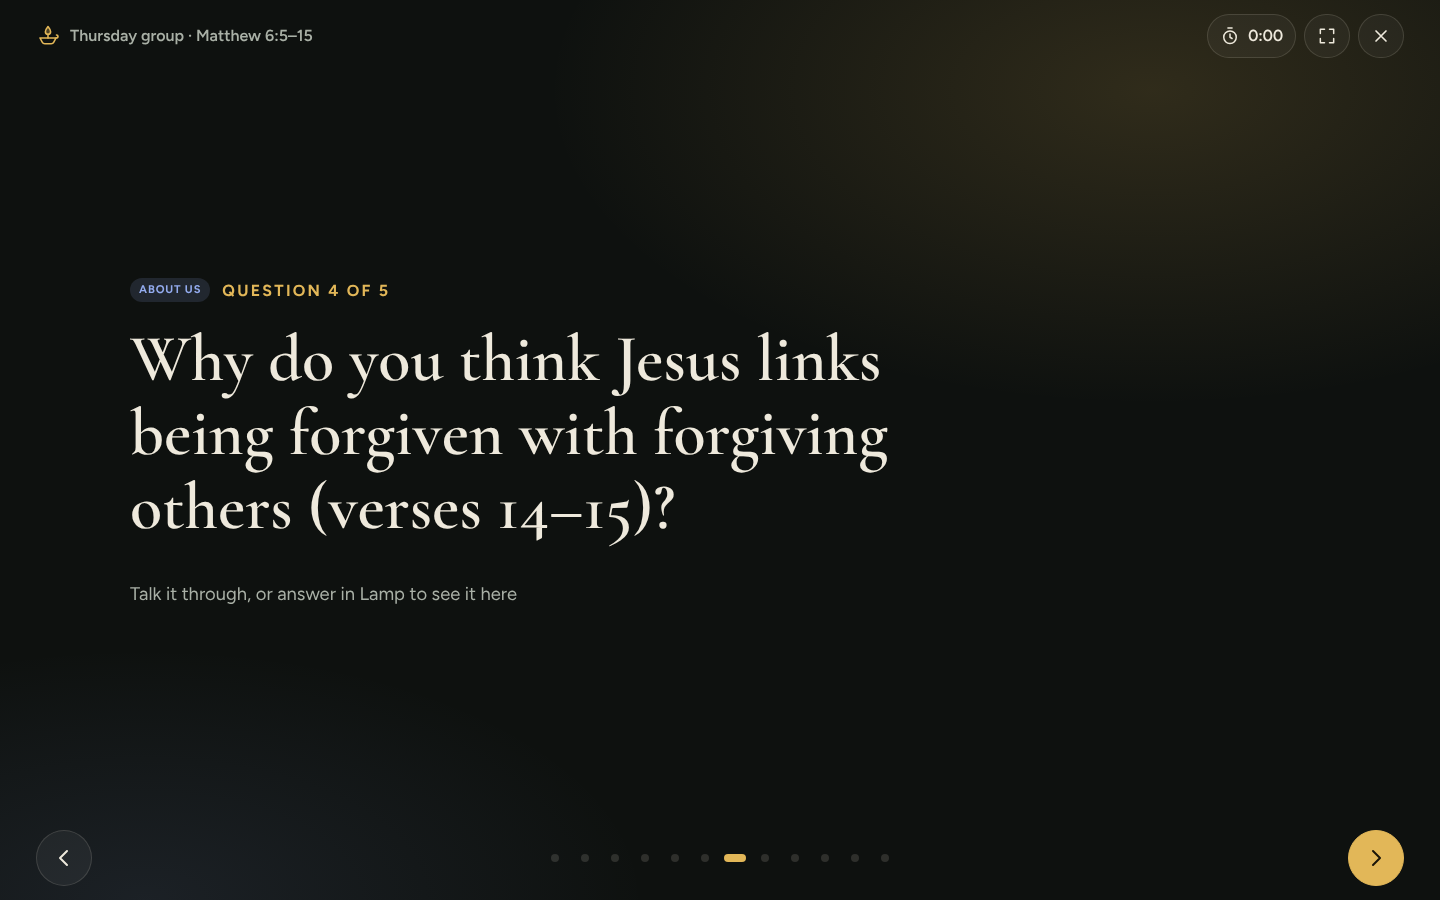 Thursday group · Matthew 6:5–15
0:00
ABOUT US QUESTION 4 OF 5
Why do you think Jesus links
being forgiven with forgiving
others (verses 14–15)?
Talk it through, or answer in Lamp to see it here